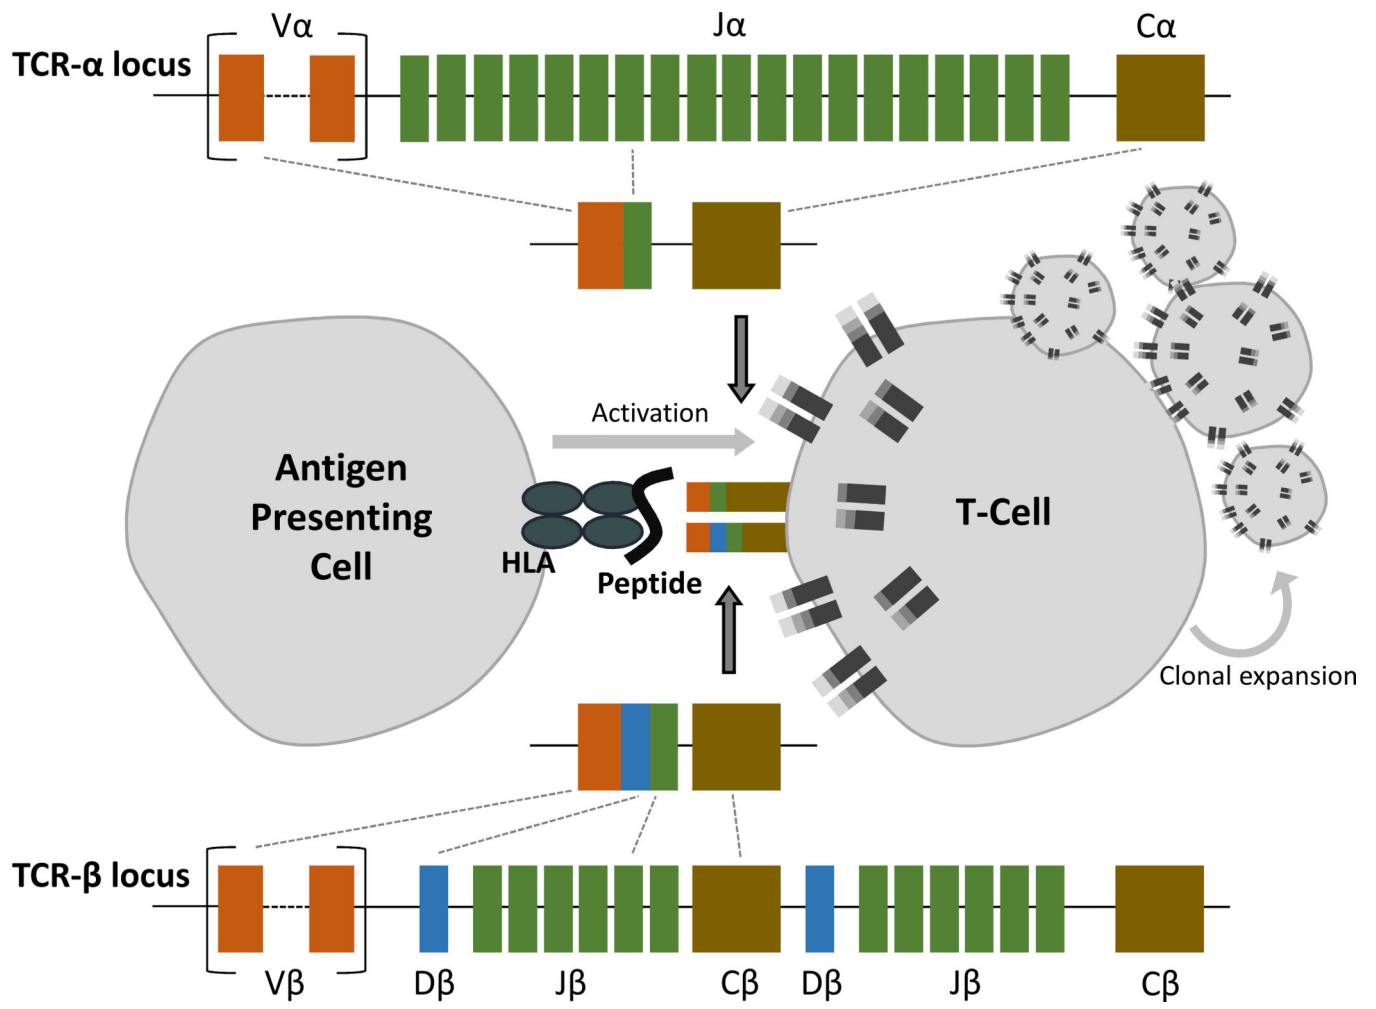 Vα
Jα
Cα
TCR-α locus
Activation
Antigen
Presenting
Cell
T-Cell
HLA
Peptide
Clonal expansion
TCR-β locus
Vβ
Dβ
Jβ
Cβ
Dβ
Jβ
Cβ